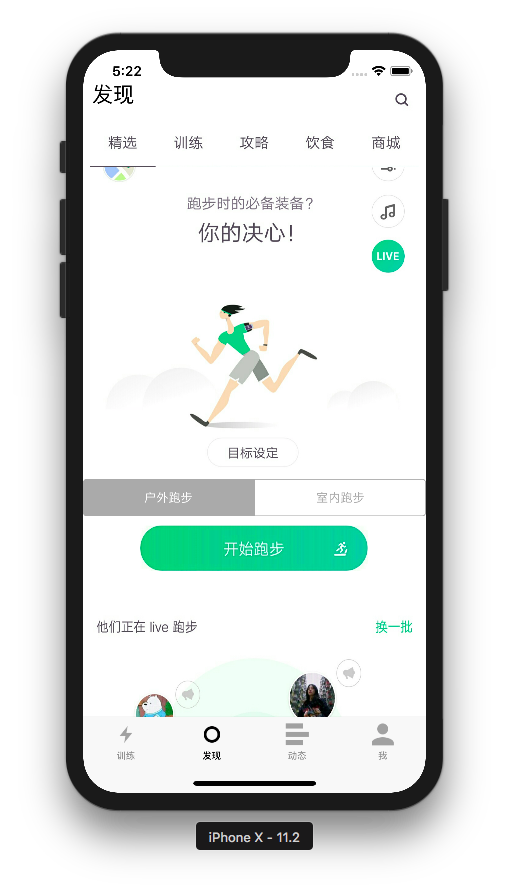 5:22
发现
精选 训练 攻略 饮食 商城
跑步时的必备装备?
你的决心!
LIVE
目标设定
户外跑步 室内跑步
开始跑步
他们正在 live 跑步 换一批
训练 发现 动态 我
iPhone X - 11.2